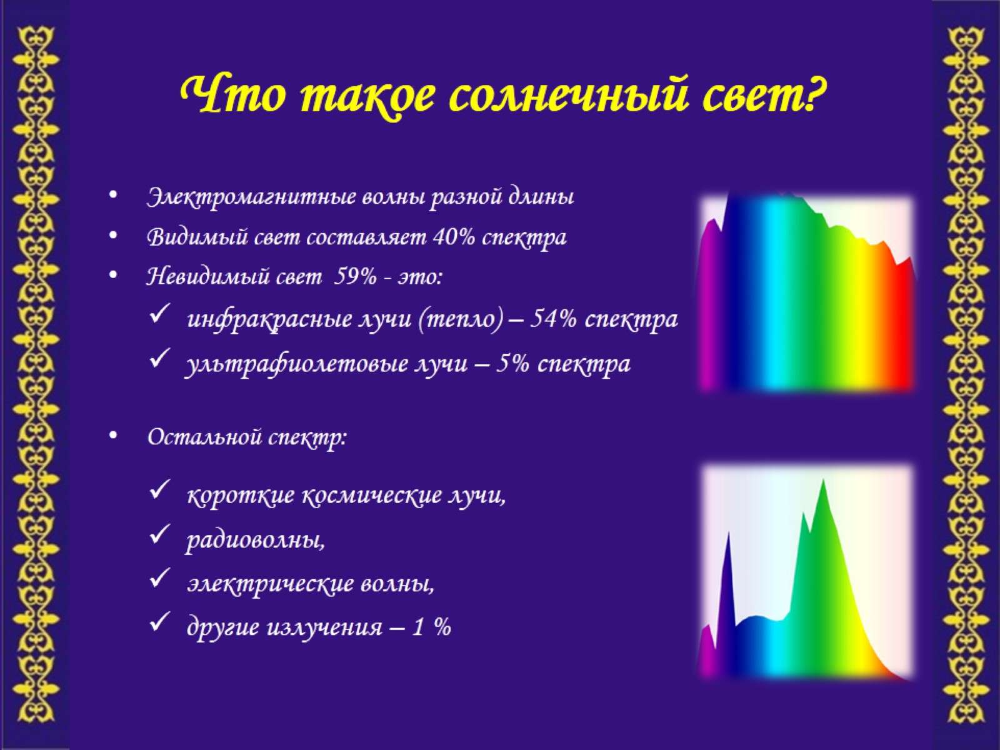 Что такое солнечный свет?
• Электромагнитные волны разной длины
• Видимый свет составляет 40% спектра
• Невидимый свет 59% - это:
✓ инфракрасные лучи (тепло) – 54% спектра
✓ ультрафиолетовые лучи – 5% спектра
• Остальной спектр:
✓ короткие космические лучи,
✓ радиоволны,
✓ электрические волны,
✓ другие излучения – 1 %